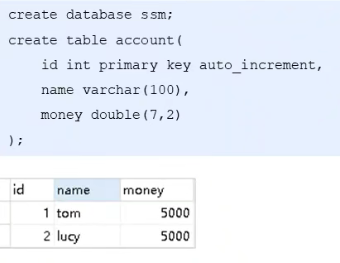 create database ssm;
create table account(
id int primary key auto_increment,
name varchar(100),
money double(7,2)
);
id name money
1 tom 5000
2 lucy 5000